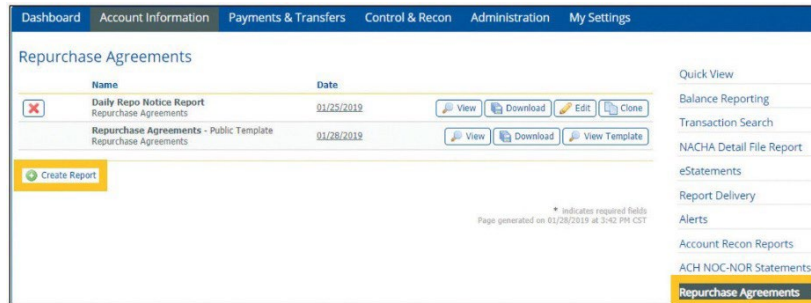 Dashboard Account Information Payments & Transfers Control & Recon Administration My Settings
Repurchase Agreements
Name Date
Daily Repo Notice Report 01/25/2019 View Download Edit Clone
Repurchase Agreements
Repurchase Agreements - Public Template 01/28/2019 View Download View Template
Repurchase Agreements
Create Report
* Indicates required fields
Page generated on 01/28/2019 at 3:42 PM CST
Quick View
Balance Reporting
Transaction Search
NACHA Detail File Report
eStatements
Report Delivery
Alerts
Account Recon Reports
ACH NOC-NOR Statements
Repurchase Agreements